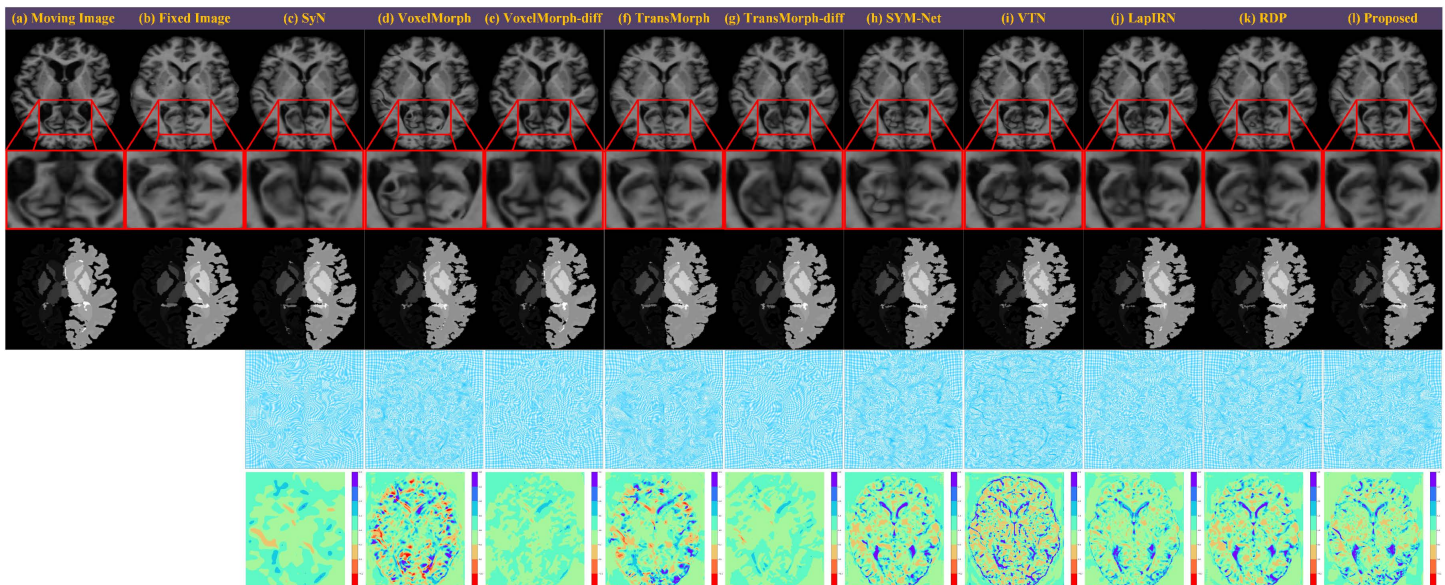 (a) Moving Image (b) Fixed Image (c) SyN (d) VoxelMorph (e) VoxelMorph-diff (f) TransMorph (g) TransMorph-diff (h) SYM-Net (i) VTN (j) LapIRN (k) RDP (l) Proposed